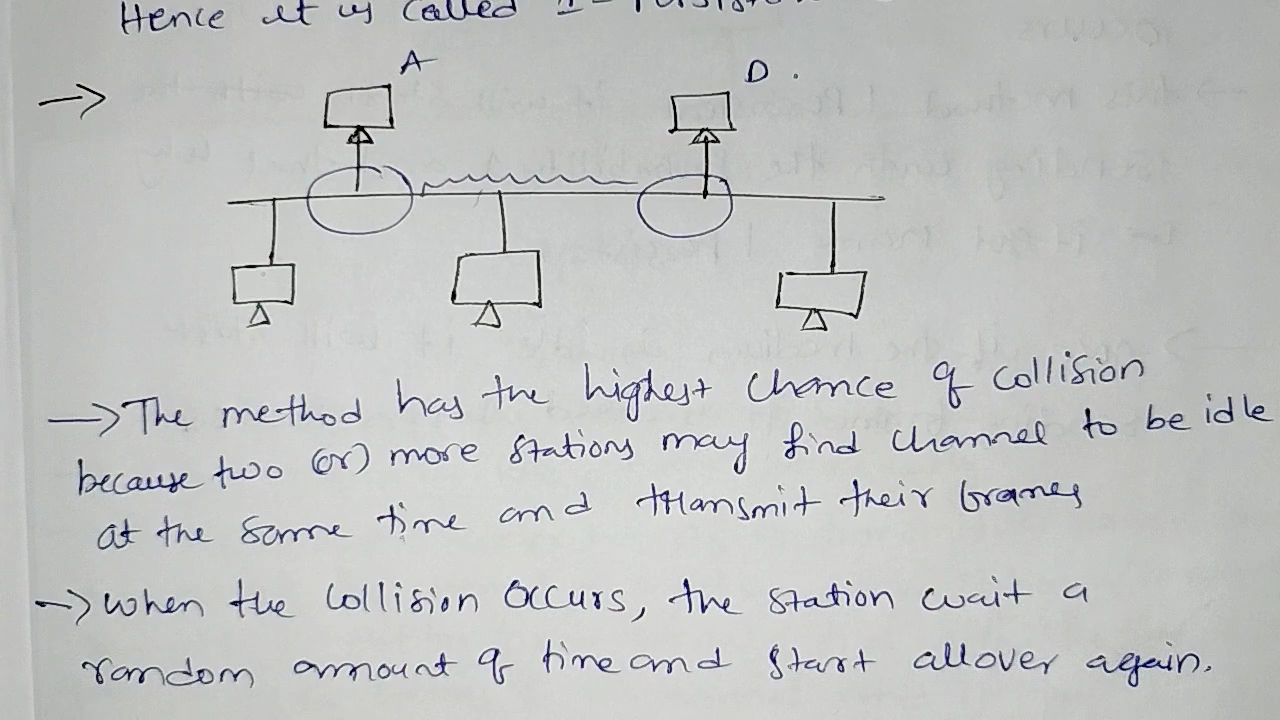 Hence it is called 1-Persistent
→
A
D.
→ The method has the highest chance of collision
because two (or) more stations may find channel to be idle
at the same time and transmit their frames
→ when the collision occurs, the station wait a
random amount of time and start allover again.